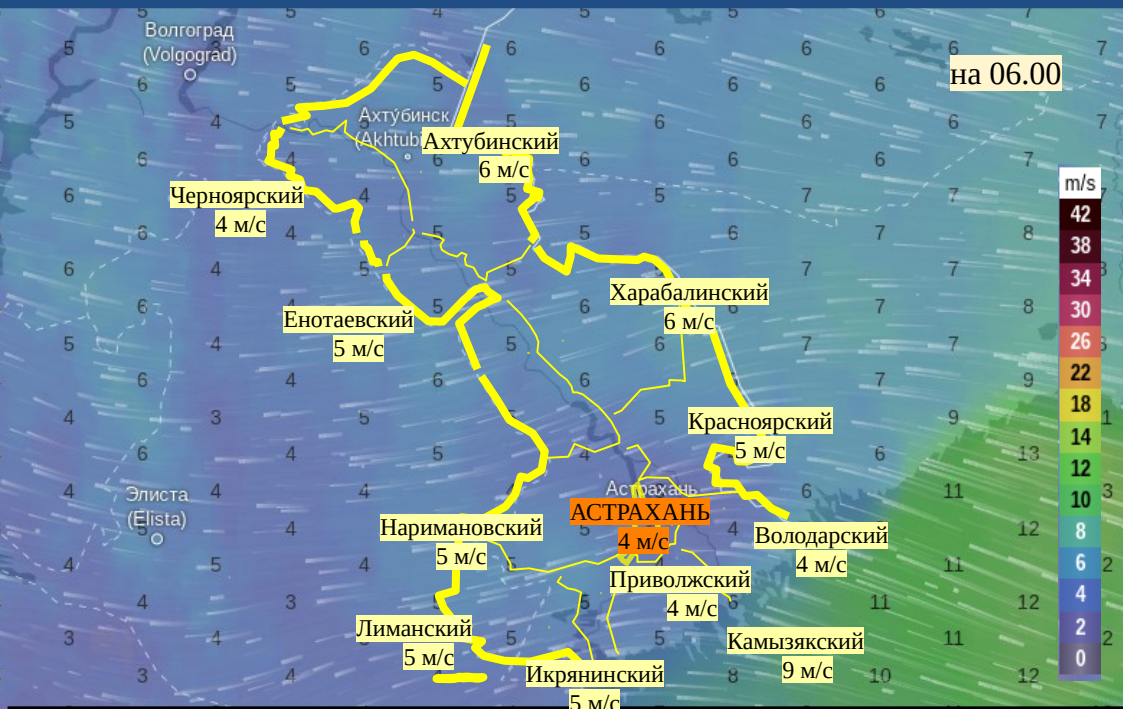 Волгоград
(Volgograd)
на 06.00
Ахту́бинск
(Akhtub
Ахтубинский
6 м/с
m/s
Черноярский
4 м/с
42
38
34
30
26
22
18
14
12
10
8
6
4
2
0
Харабалинский
6 м/с
Енотаевский
5 м/с
Красноярский
5 м/с
Элиста
(Elista)
Астрахань
АСТРАХАНЬ
4 м/с
Наримановский
5 м/с
Володарский
4 м/с
Приволжский
4 м/с
Лиманский
5 м/с
Камызякский
9 м/с
Икрянинский
5 м/с